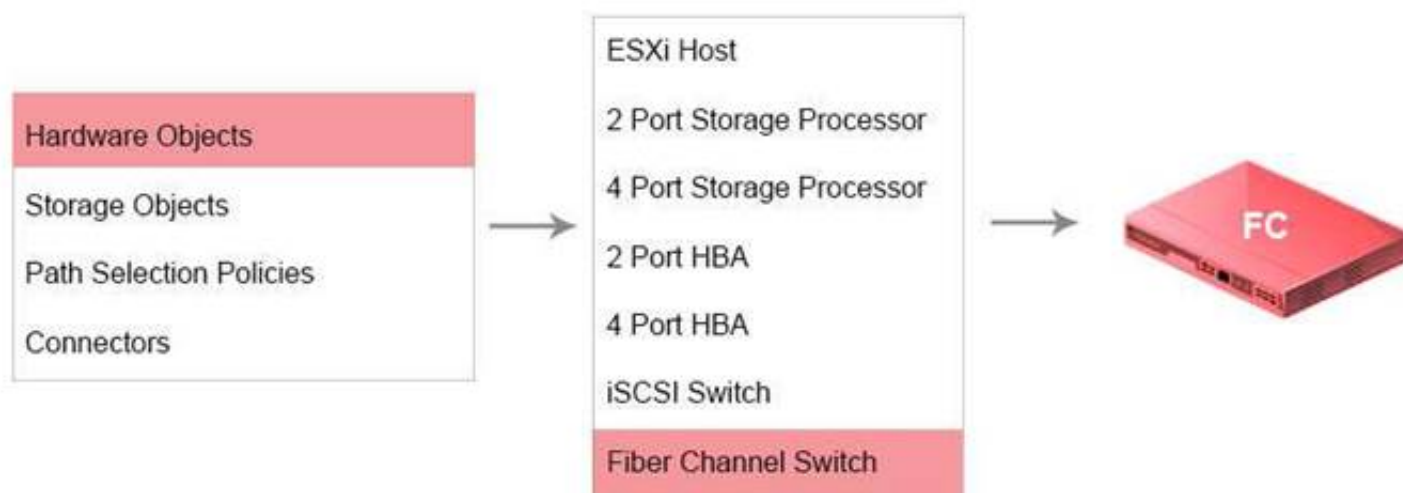 Hardware Objects
Storage Objects
Path Selection Policies
Connectors
ESXi Host
2 Port Storage Processor
4 Port Storage Processor
2 Port HBA
4 Port HBA
iSCSI Switch
Fiber Channel Switch
FC